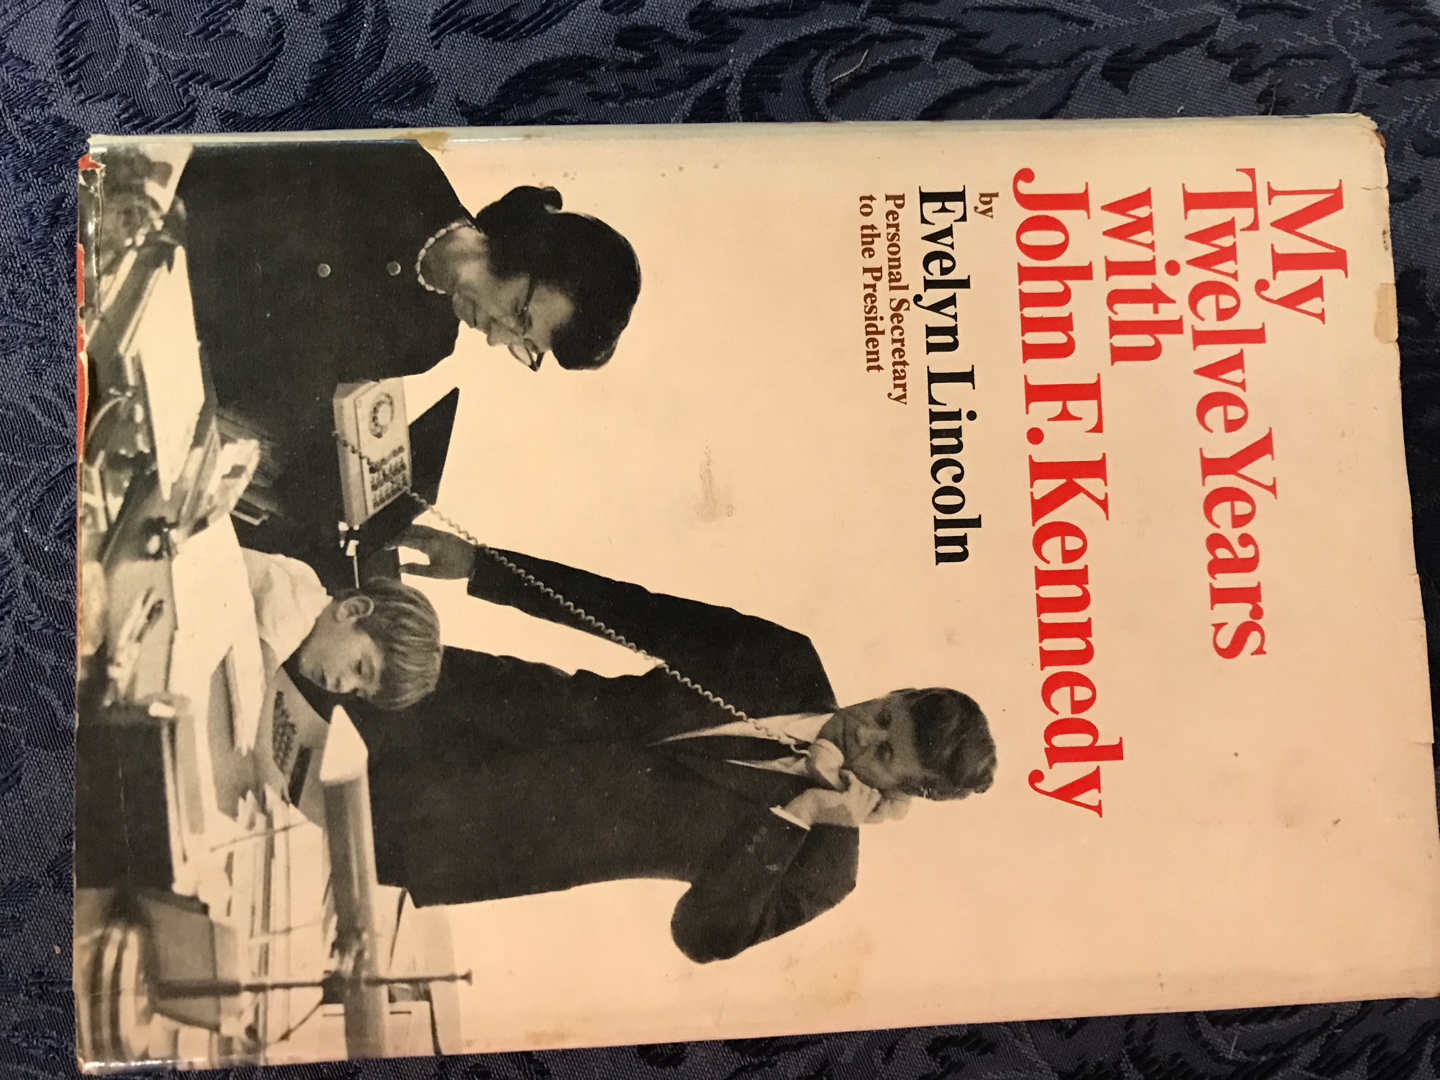 My
Twelve Years
with
John F. Kennedy
by
Evelyn Lincoln
Personal Secretary
to the President